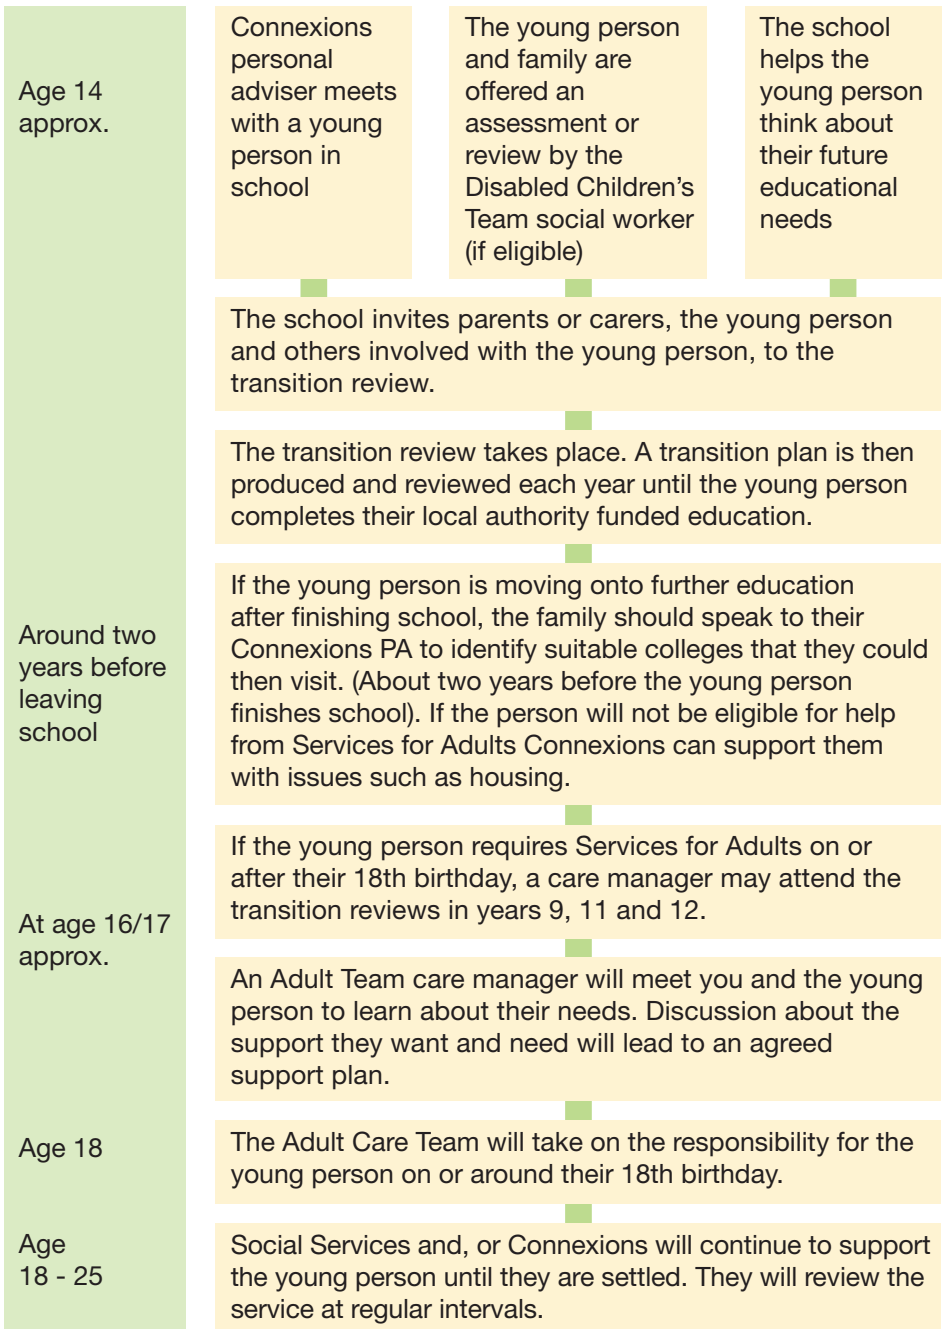 Age 14
approx.
Connexions
personal
adviser meets
with a young
person in
school
The young person
and family are
offered an
assessment or
review by the
Disabled Children’s
Team social worker
(if eligible)
The school
helps the
young person
think about
their future
educational
needs
The school invites parents or carers, the young person
and others involved with the young person, to the
transition review.
The transition review takes place. A transition plan is then
produced and reviewed each year until the young person
completes their local authority funded education.
Around two
years before
leaving
school
If the young person is moving onto further education
after finishing school, the family should speak to their
Connexions PA to identify suitable colleges that they could
then visit. (About two years before the young person
finishes school). If the person will not be eligible for help
from Services for Adults Connexions can support them
with issues such as housing.
At age 16/17
approx.
If the young person requires Services for Adults on or
after their 18th birthday, a care manager may attend the
transition reviews in years 9, 11 and 12.
An Adult Team care manager will meet you and the young
person to learn about their needs. Discussion about the
support they want and need will lead to an agreed
support plan.
Age 18
The Adult Care Team will take on the responsibility for the
young person on or around their 18th birthday.
Age
18 - 25
Social Services and, or Connexions will continue to support
the young person until they are settled. They will review the
service at regular intervals.